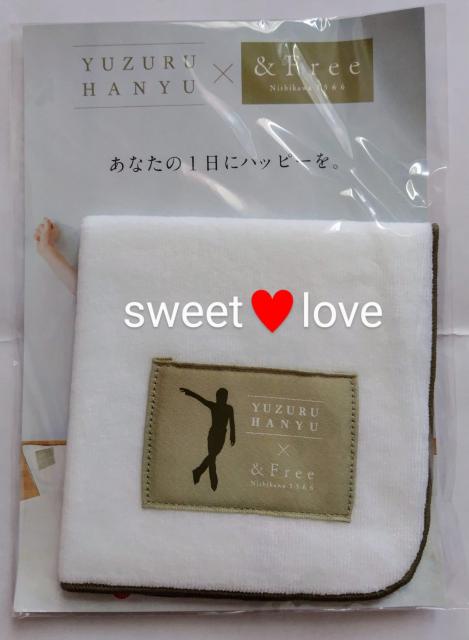 YUZURU
HANYU
×
&Free
Nishikawa 1566
あなたの1日にハッピーを。
sweet♥love
YUZURU
HANYU
×
&Free
Nishikawa 1566